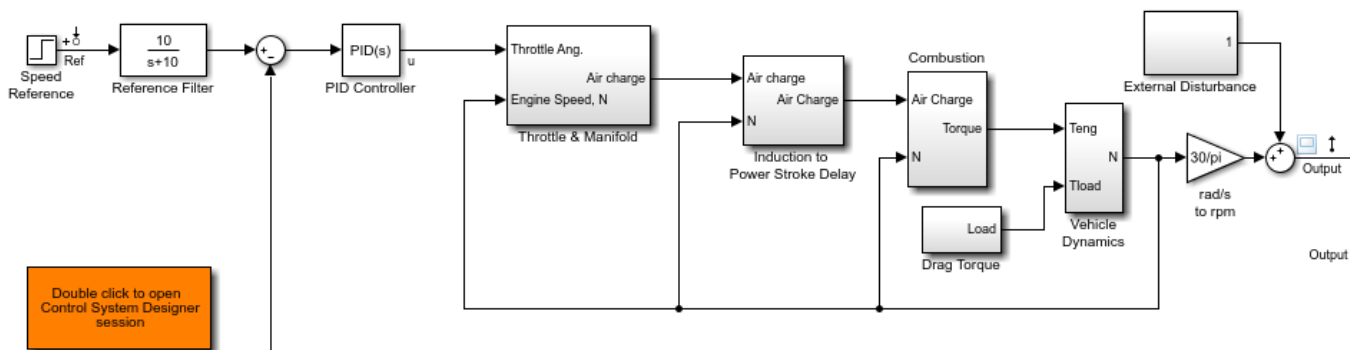 Ref
Speed
Reference
10
s+10
Reference Filter
PID(s)
u
PID Controller
Throttle Ang.
Air charge
Engine Speed, N
Throttle & Manifold
Air charge
Air Charge
N
Induction to
Power Stroke Delay
Combustion
Air Charge
Torque
N
Load
Drag Torque
Teng
N
Tload
Vehicle
Dynamics
30/pi
rad/s
to rpm
1
External Disturbance
Output
Output
Double click to open
Control System Designer
session